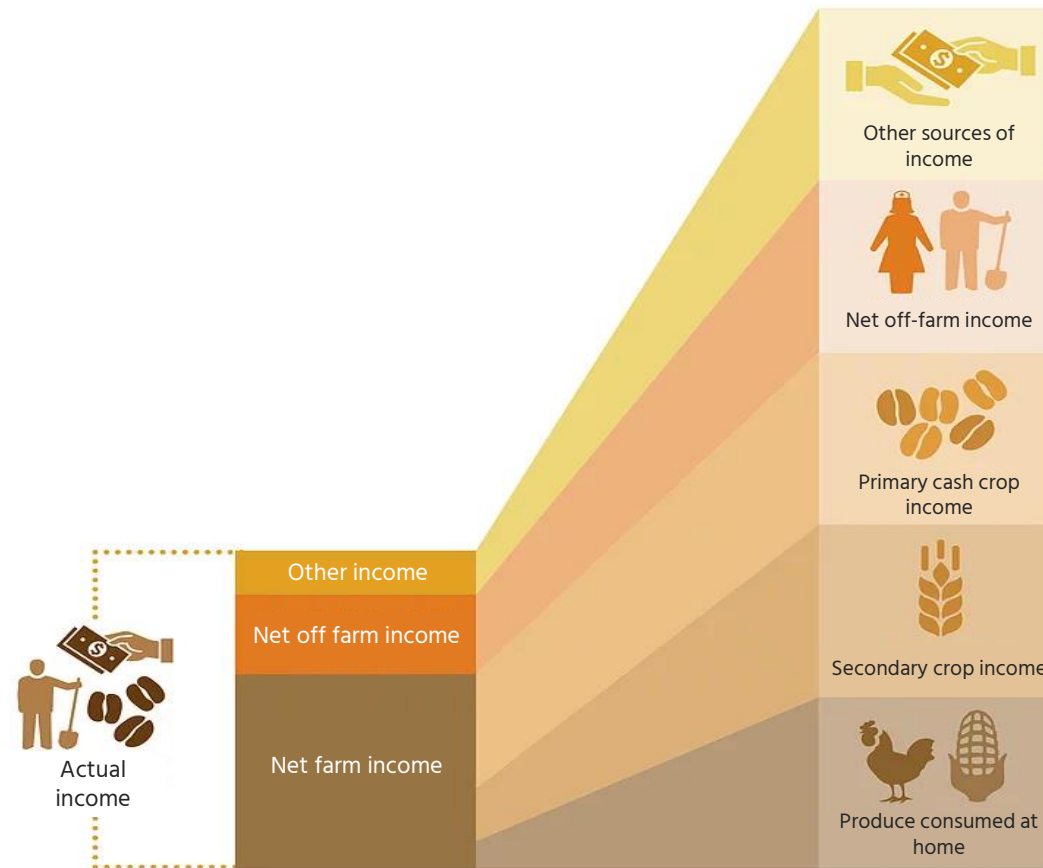 Other sources of
income
Net off-farm income
Primary cash crop
income
Other income
Net off farm income
Secondary crop income
Net farm income
Actual
income
Produce consumed at
home